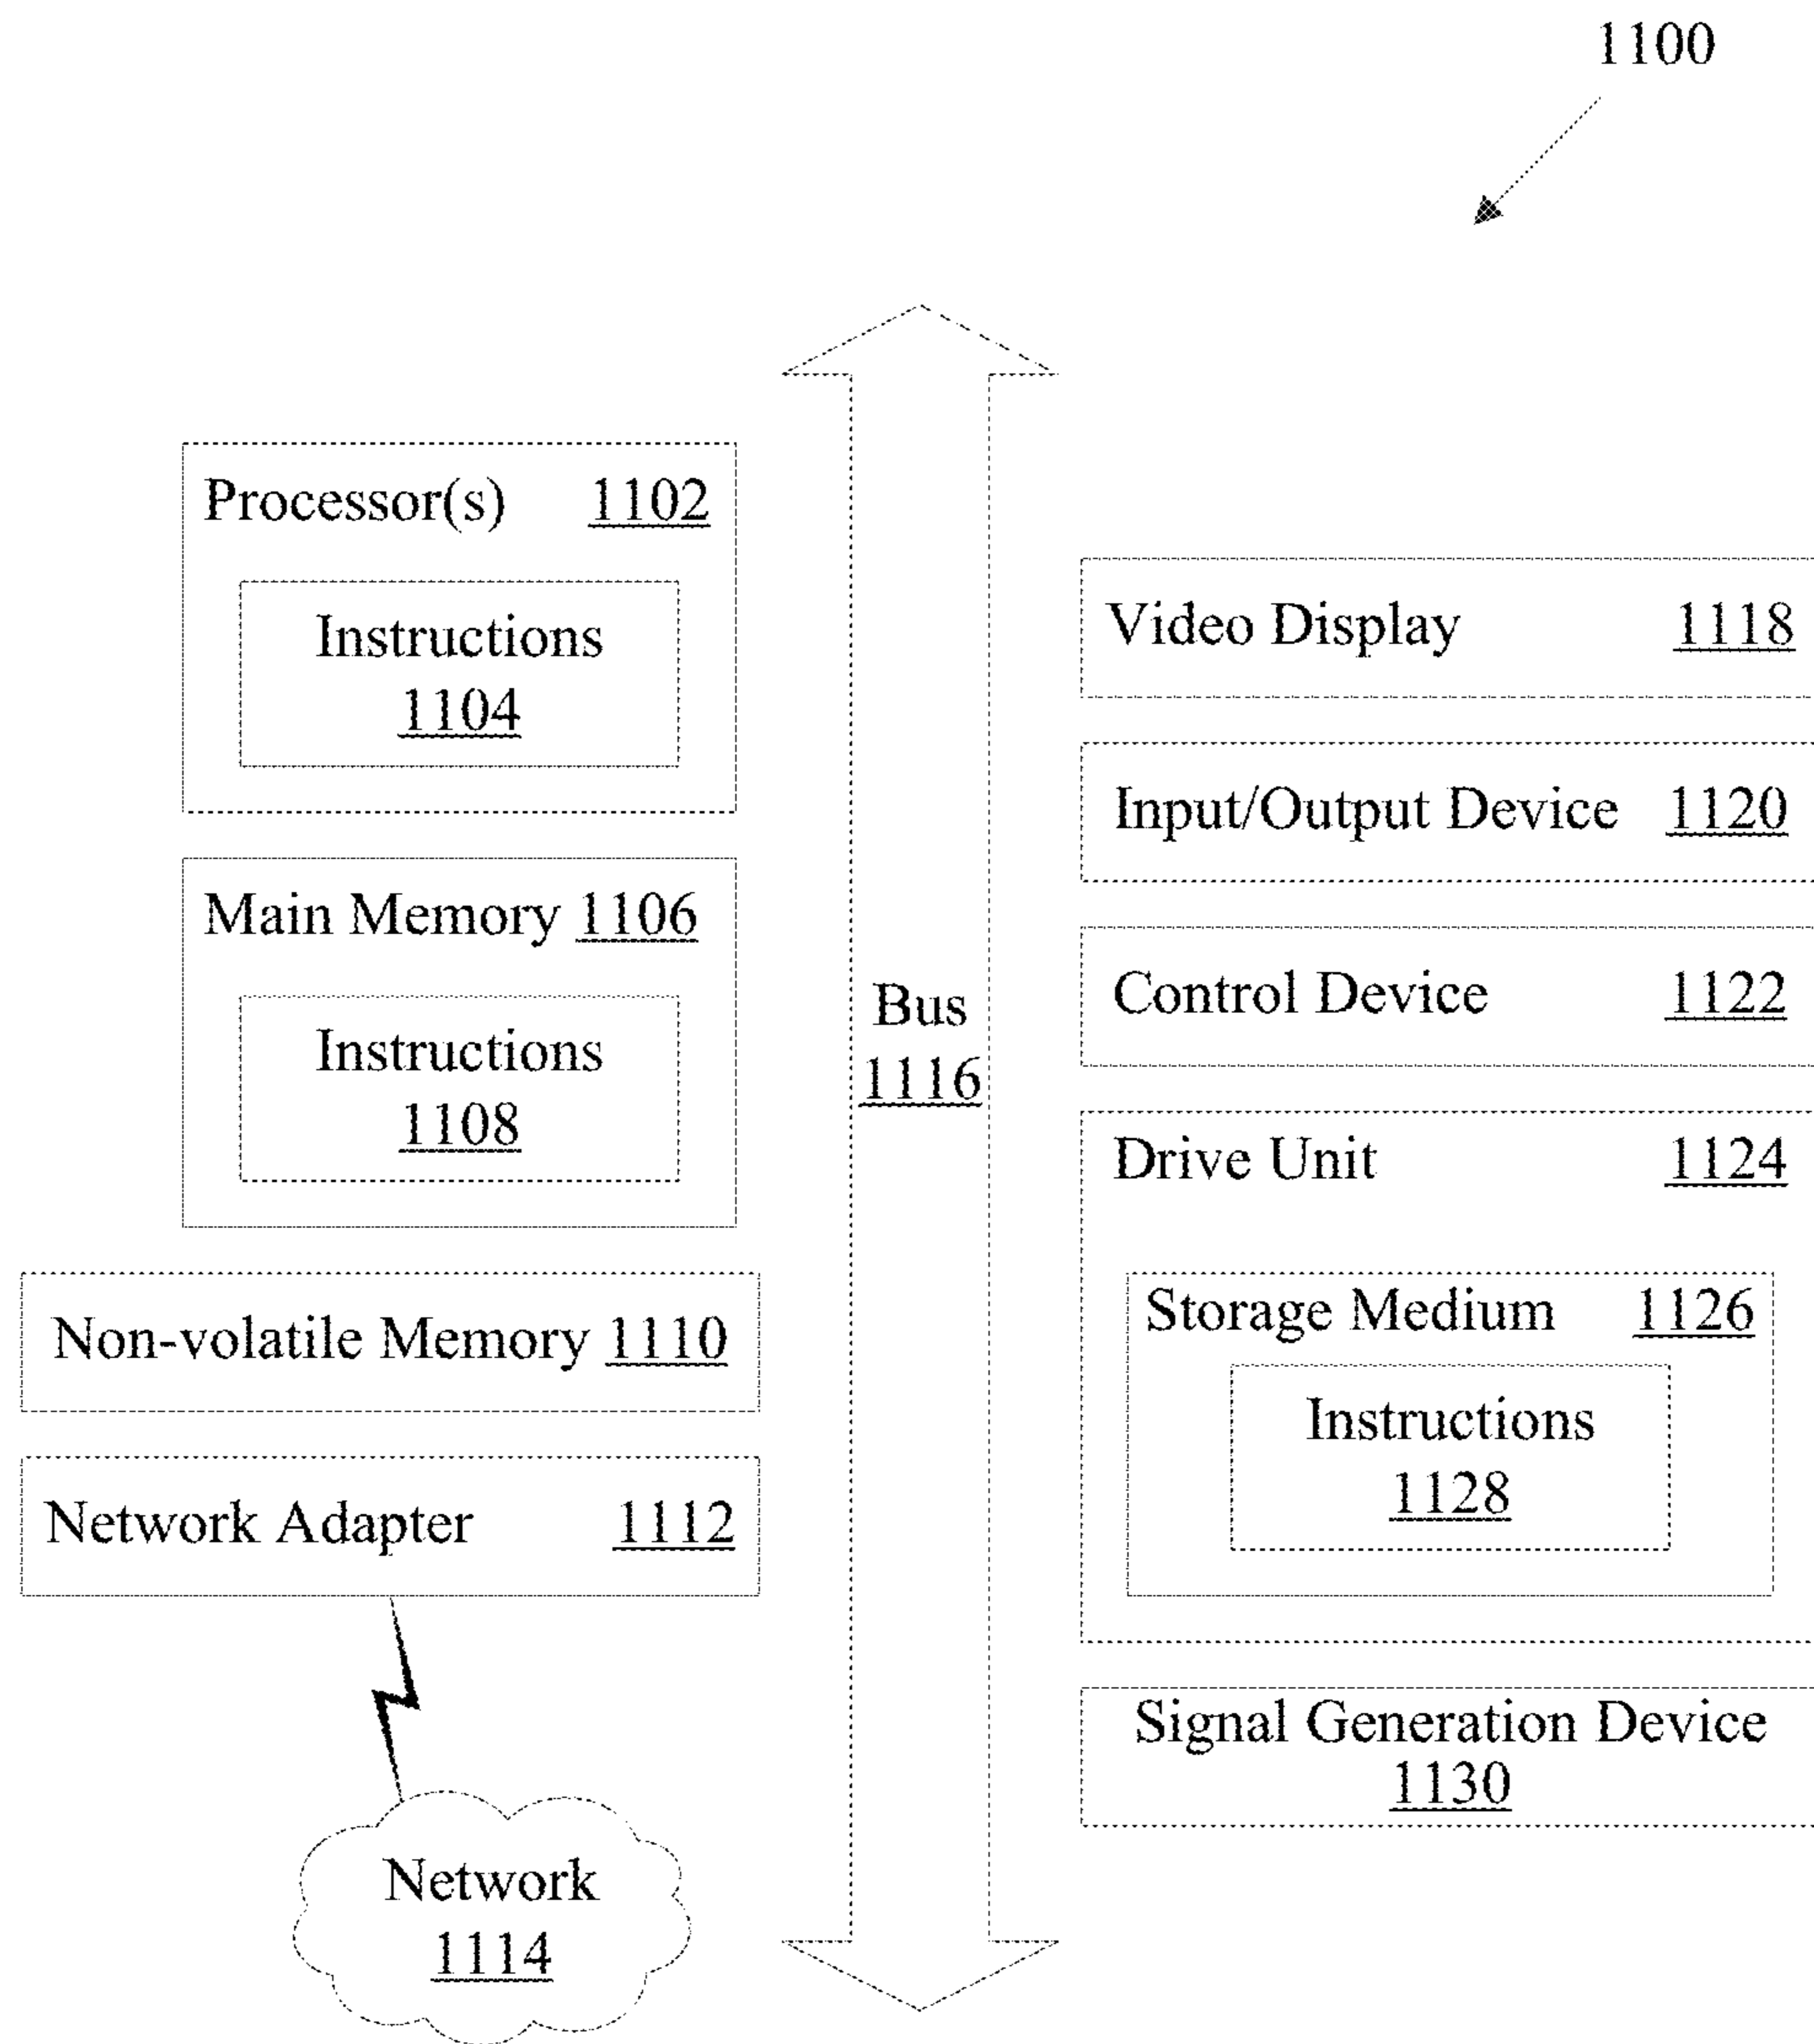 1100
Processor(s) 1102
Instructions
1104
Main Memory 1106
Instructions
1108
Non-volatile Memory 1110
Network Adapter 1112
Network
1114
Bus
1116
Video Display 1118
Input/Output Device 1120
Control Device 1122
Drive Unit 1124
Storage Medium 1126
Instructions
1128
Signal Generation Device
1130